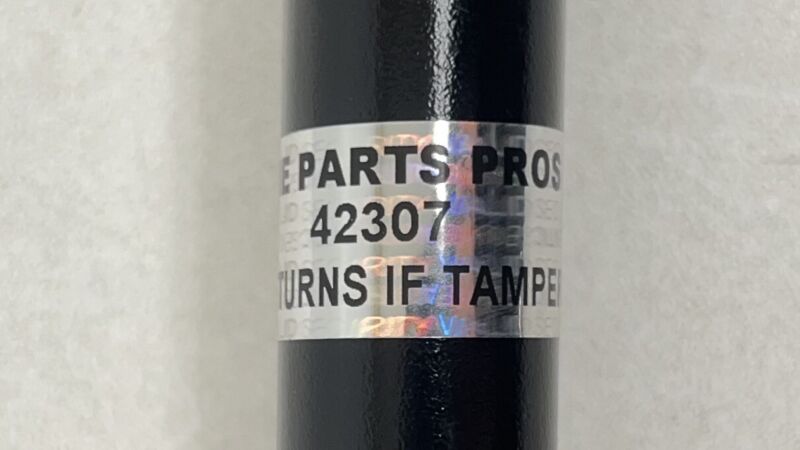 E PARTS PROS
42307
TURNS IF TAMPE